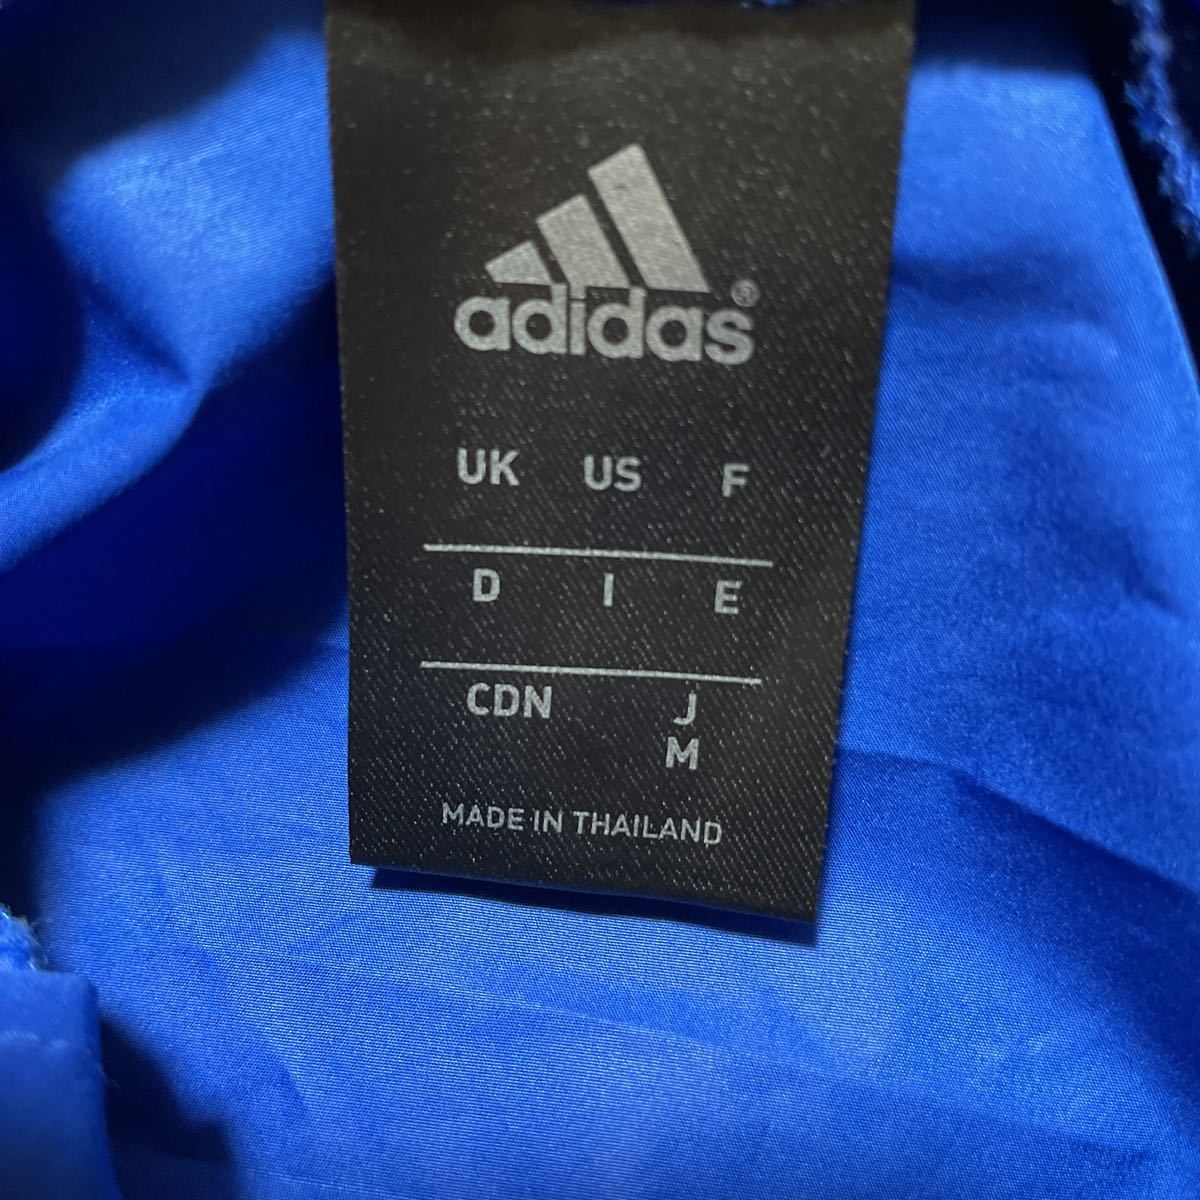 adidas®
UK US F
D I E
CDN J
M
MADE IN THAILAND